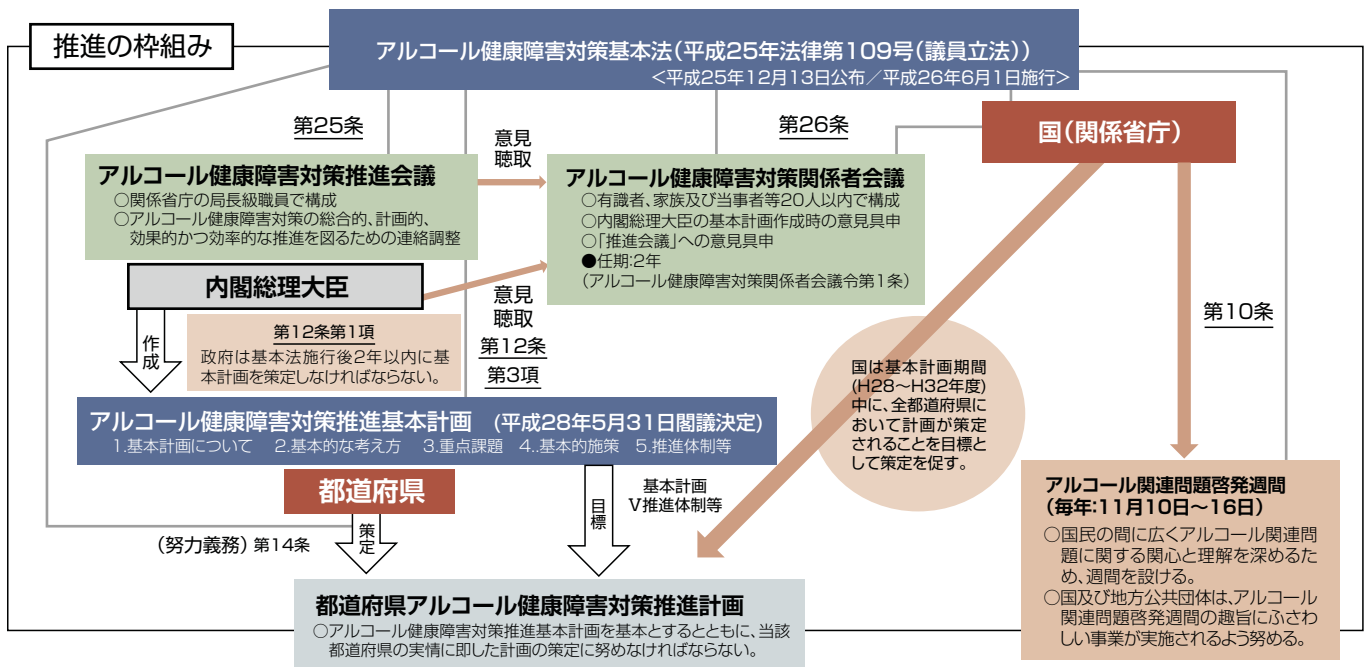 推進の枠組み
アルコール健康障害対策基本法(平成25年法律第109号(議員立法))
<平成25年12月13日公布／平成26年6月1日施行>
第25条
意見
聴取
第26条
国(関係省庁)
アルコール健康障害対策推進会議
○関係省庁の局長級職員で構成
○アルコール健康障害対策の総合的、計画的、
効果的かつ効率的な推進を図るための連絡調整
アルコール健康障害対策関係者会議
○有識者、家族及び当事者等20人以内で構成
○内閣総理大臣の基本計画作成時の意見具申
○「推進会議」への意見具申
●任期:2年
(アルコール健康障害対策関係者会議令第1条)
内閣総理大臣
意見
聴取
第12条
第3項
第10条
作成
第12条第1項
政府は基本法施行後2年以内に基
本計画を策定しなければならない。
国は基本計画期間
(H28～H32年度)
中に、全都道府県に
おいて計画が策定
されることを目標と
して策定を促す。
アルコール健康障害対策推進基本計画 (平成28年5月31日閣議決定)
1.基本計画について 2.基本的な考え方 3.重点課題 4..基本的施策 5.推進体制等
都道府県
目標
基本計画
Ⅴ推進体制等
策定
(努力義務) 第14条
アルコール関連問題啓発週間
(毎年:11月10日～16日)
○国民の間に広くアルコール関連問
題に関する関心と理解を深めるた
め、週間を設ける。
○国及び地方公共団体は、アルコール
関連問題啓発週間の趣旨にふさわ
しい事業が実施されるよう努める。
都道府県アルコール健康障害対策推進計画
○アルコール健康障害対策推進基本計画を基本とするとともに、当該
都道府県の実情に即した計画の策定に努めなければならない。